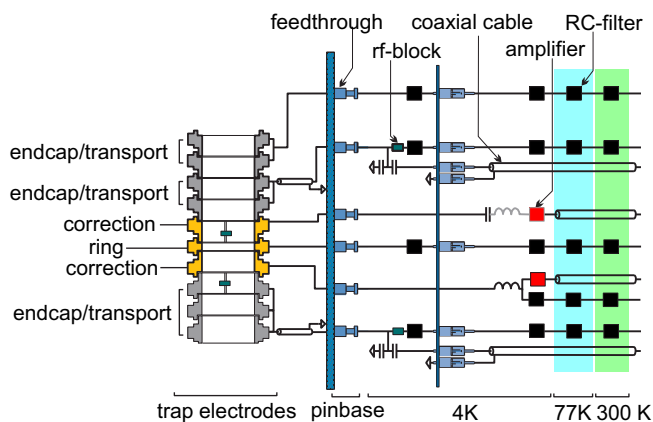 feedthrough
coaxial cable
RC-filter
rf-block
amplifier
endcap/transport
endcap/transport
correction
ring
correction
endcap/transport
trap electrodes
pinbase
4K
77K
300 K